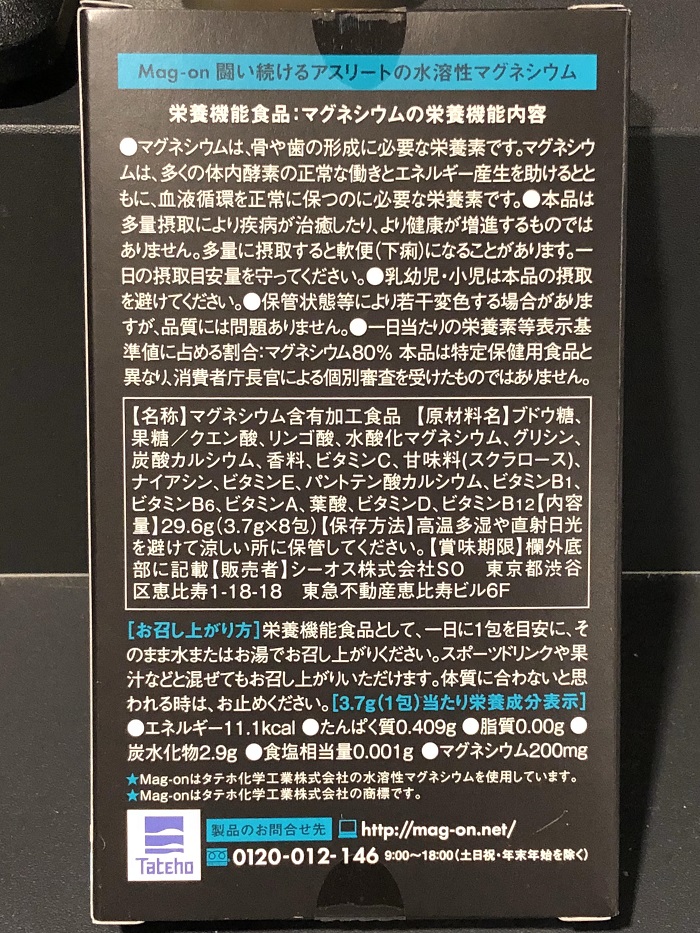 Mag-on 闘い続けるアスリートの水溶性マグネシウム
栄養機能食品：マグネシウムの栄養機能内容
●マグネシウムは、骨や歯の形成に必要な栄養素です。マグネシウ
ムは、多くの体内酵素の正常な働きとエネルギー産生を助けるとと
もに、血液循環を正常に保つのに必要な栄養素です。●本品は
多量摂取により疾病が治癒したり、より健康が増進するものでは
ありません。多量に摂取すると軟便(下痢)になることがあります。一
日の摂取目安量を守ってください。●乳幼児・小児は本品の摂取
を避けてください。●保管状態等により若干変色する場合がありま
すが、品質には問題ありません。●一日当たりの栄養素等表示基
準値に占める割合：マグネシウム80% 本品は特定保健用食品と
異なり、消費者庁長官による個別審査を受けたものではありません。
【名称】マグネシウム含有加工食品 【原材料名】ブドウ糖、
果糖／クエン酸、リンゴ酸、水酸化マグネシウム、グリシン、
炭酸カルシウム、香料、ビタミンC、甘味料(スクラロース)、
ナイアシン、ビタミンE、パントテン酸カルシウム、ビタミンB1、
ビタミンB6、ビタミンA、葉酸、ビタミンD、ビタミンB12【内容
量】29.6g(3.7g×8包)【保存方法】高温多湿や直射日光
を避けて涼しい所に保管してください。【賞味期限】欄外底
部に記載【販売者】シーオス株式会社SO 東京都渋谷
区恵比寿1-18-18 東急不動産恵比寿ビル6F
[お召し上がり方]栄養機能食品として、一日に1包を目安に、そ
のまま水またはお湯でお召し上がりください。スポーツドリンクや果
汁などと混ぜてもお召し上がりいただけます。体質に合わないと思
われる時は、お止めください。[3.7g(1包)当たり栄養成分表示]
●エネルギー11.1kcal ●たんぱく質0.409g ●脂質0.00g ●
炭水化物2.9g ●食塩相当量0.001g ●マグネシウム200mg
★Mag-onはタテホ化学工業株式会社の水溶性マグネシウムを使用しています。
★Mag-onはタテホ化学工業株式会社の商標です。
製品のお問合せ先 http://mag-on.net/
0120-012-146 9:00〜18:00(土日祝・年末年始を除く)
Tateho